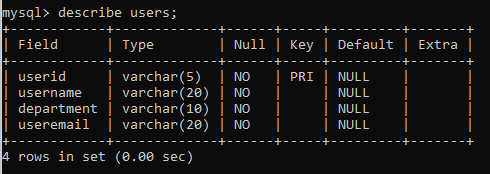 mysql> describe users;
+------------+-------------+------+-----+---------+-------+
| Field      | Type        | Null | Key | Default | Extra |
+------------+-------------+------+-----+---------+-------+
| userid     | varchar(5)  | NO   | PRI | NULL    |       |
| username   | varchar(20) | NO   |     | NULL    |       |
| department | varchar(10) | NO   |     | NULL    |       |
| useremail  | varchar(20) | NO   |     | NULL    |       |
+------------+-------------+------+-----+---------+-------+
4 rows in set (0.00 sec)